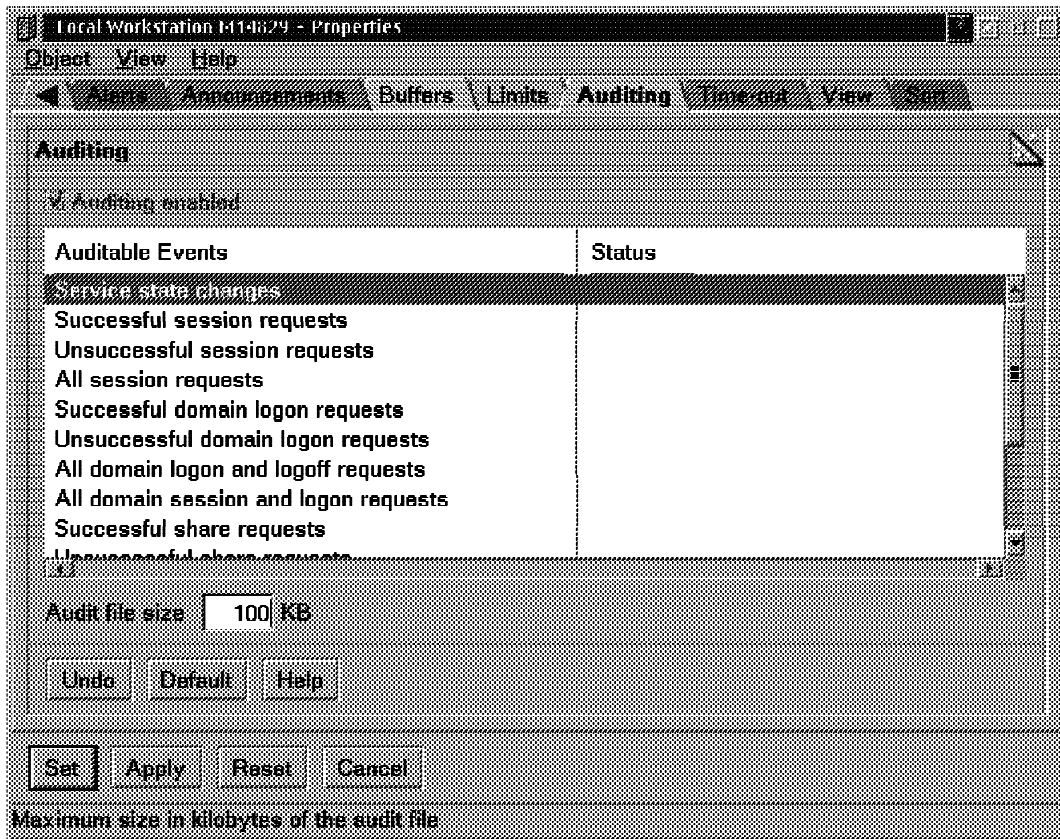 Local Workstation M14829 - Properties
Object View Help
Alerts Announcements Buffers Limits Auditing Time-out View Sort
Auditing
Auditing enabled
Auditable Events Status
Service state changes
Successful session requests
Unsuccessful session requests
All session requests
Successful domain logon requests
Unsuccessful domain logon requests
All domain logon and logoff requests
All domain session and logon requests
Successful share requests
Unsuccessful share requests
Audit file size 100 KB
Undo Default Help
Set Apply Reset Cancel
Maximum size in kilobytes of the audit file